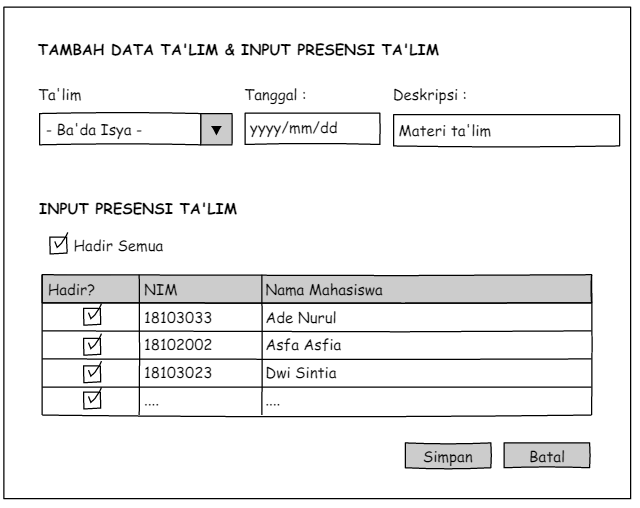 TAMBAH DATA TA'LIM & INPUT PRESENSI TA'LIM
Ta'lim Tanggal : Deskripsi :
- Ba'da Isya - yyyy/mm/dd Materi ta'lim
INPUT PRESENSI TA'LIM
Hadir Semua
Hadir? NIM Nama Mahasiswa
18103033 Ade Nurul
18102002 Asfa Asfia
18103023 Dwi Sintia
.... ....
Simpan Batal